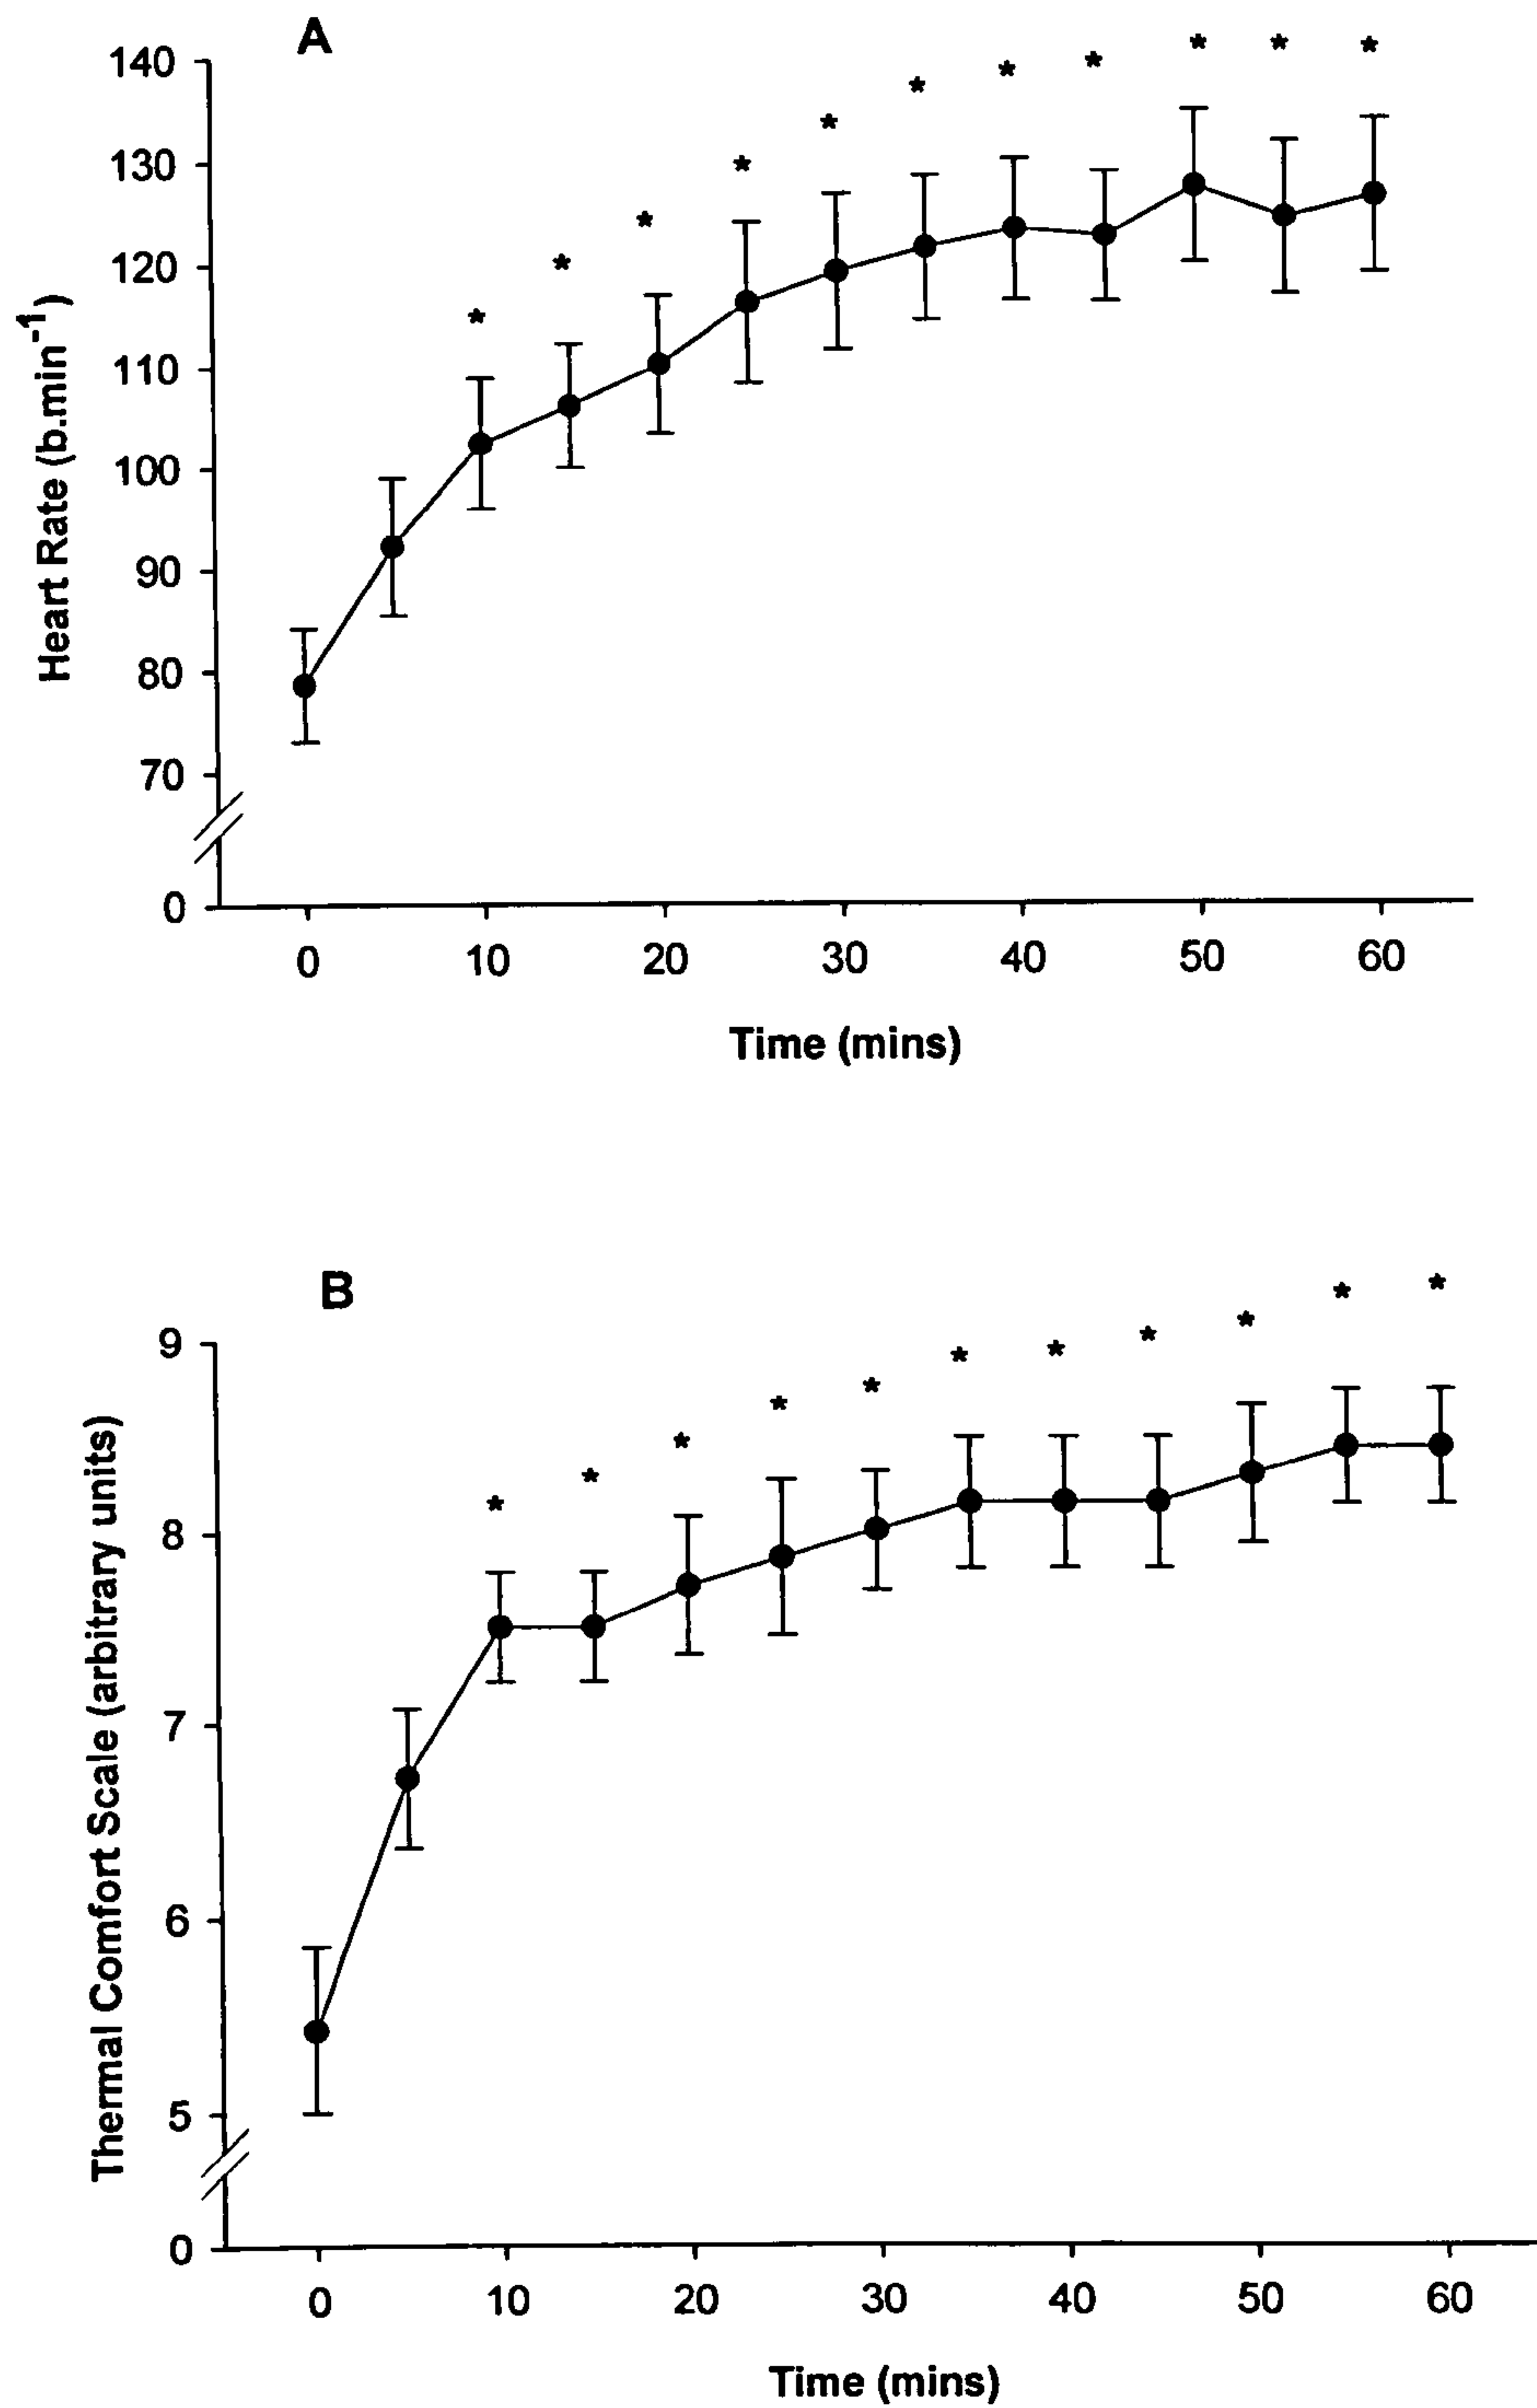 A
* * * * * * * * * * *
140
130
120
110
100
90
80
70
0
Heart Rate (b.min⁻¹)
0 10 20 30 40 50 60
Time (mins)
B
* * * * * * * * * * *
9
8
7
6
5
0
Thermal Comfort Scale (arbitrary units)
0 10 20 30 40 50 60
Time (mins)